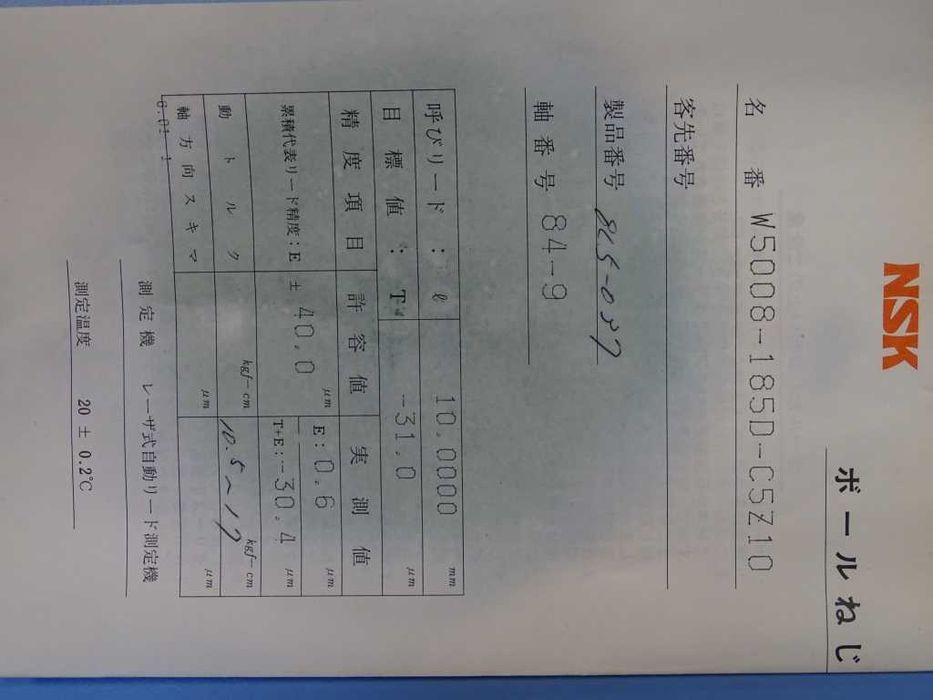 NSK
ボールねじ
名 番 W5008-185D-C5Z10
客先番号
製品番号
軸番号 84-9
呼びリード : ℓ 10.0000 mm
目標値 : T -31.0 μm
精度項目 許容値 実測値
累積代表リード精度 : E ± 40.0 μm E : 0.6 μm
T+E : -30.4 μm
動トルク kgf-cm 10.5~17 kgf-cm
軸方向スキマ μm μm
測定機 レーザ式自動リード測定機
測定温度 20 ± 0.2℃